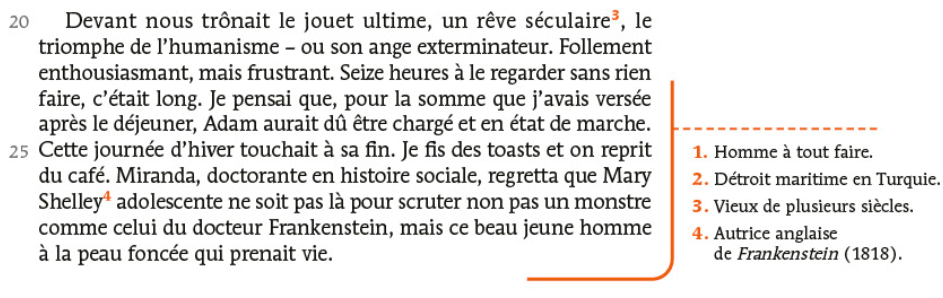 20 Devant nous trônait le jouet ultime, un rêve séculaire3, le
triomphe de l'humanisme – ou son ange exterminateur. Follement
enthousiasmant, mais frustrant. Seize heures à le regarder sans rien
faire, c'était long. Je pensai que, pour la somme que j'avais versée
après le déjeuner, Adam aurait dû être chargé et en état de marche.
25 Cette journée d'hiver touchait à sa fin. Je fis des toasts et on reprit
du café. Miranda, doctorante en histoire sociale, regretta que Mary
Shelley4 adolescente ne soit pas là pour scruter non pas un monstre
comme celui du docteur Frankenstein, mais ce beau jeune homme
à la peau foncée qui prenait vie.
1. Homme à tout faire.
2. Détroit maritime en Turquie.
3. Vieux de plusieurs siècles.
4. Autrice anglaise
de Frankenstein (1818).